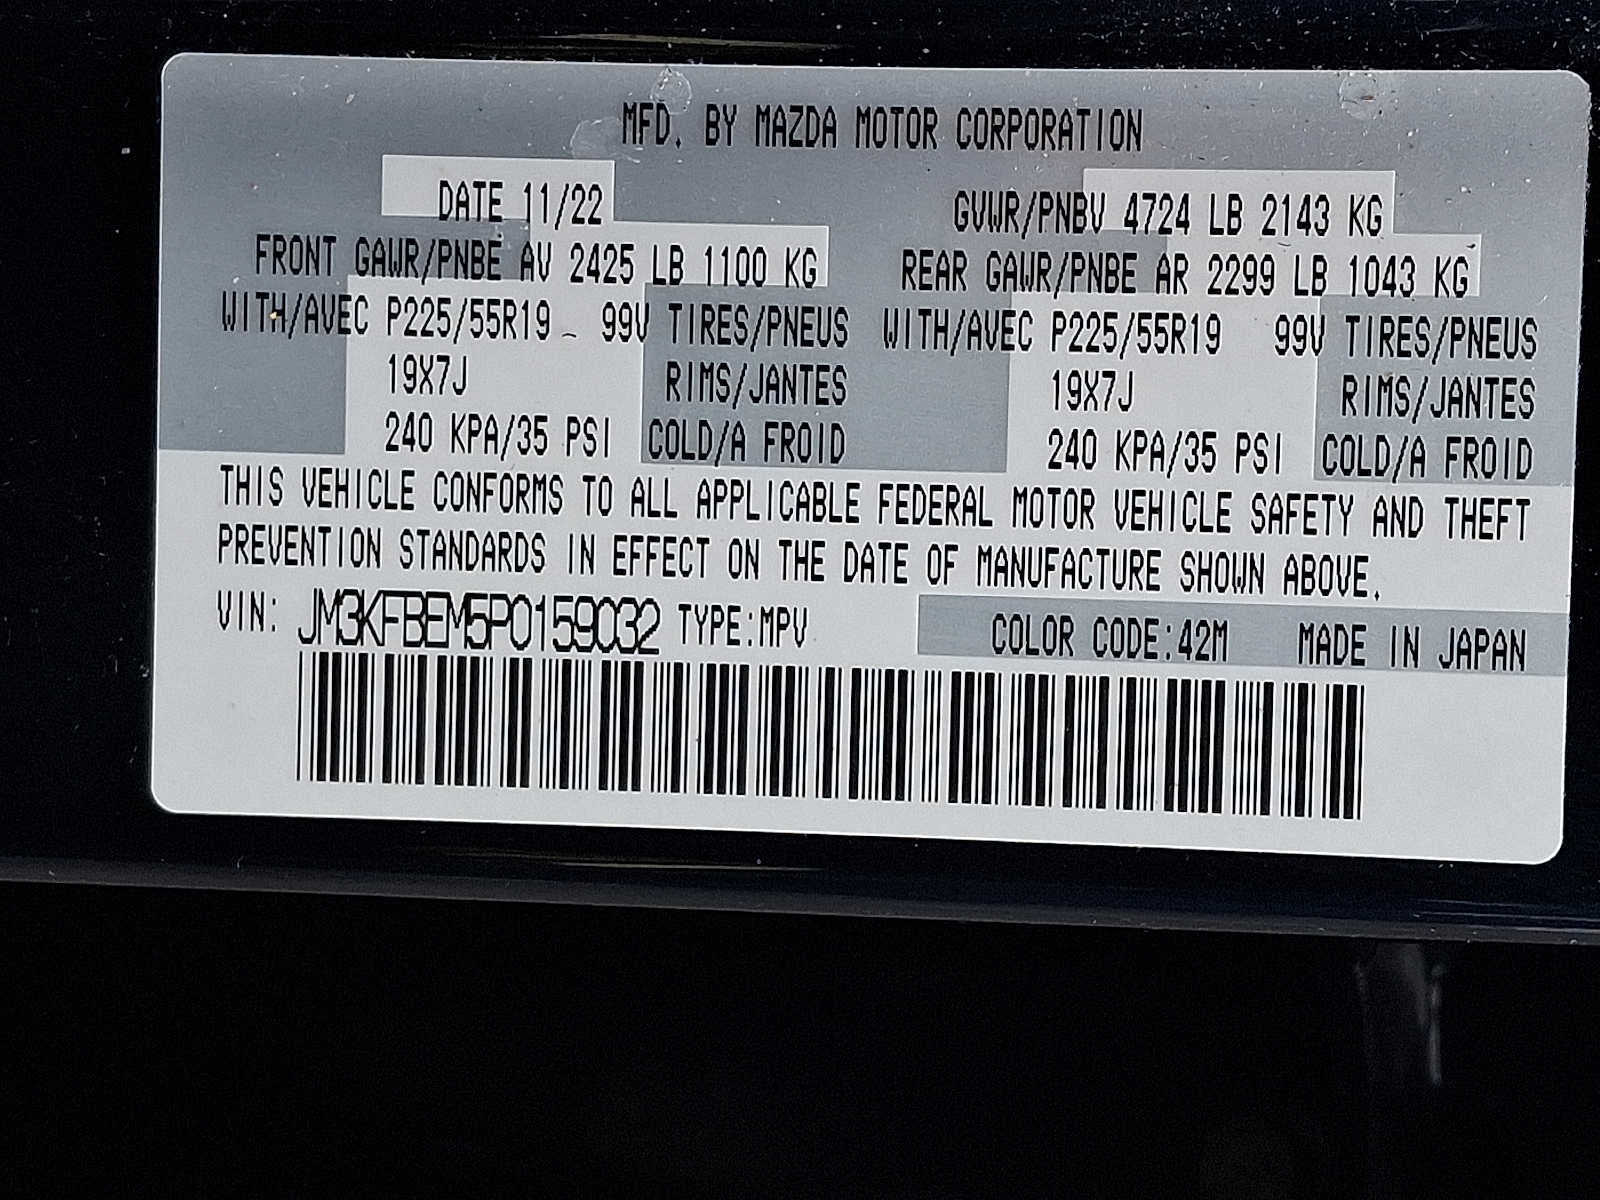 MFD. BY MAZDA MOTOR CORPORATION
DATE 11/22 GVWR/PNBV 4724 LB 2143 KG
FRONT GAWR/PNBE AV 2425 LB 1100 KG REAR GAWR/PNBE AR 2299 LB 1043 KG
WITH/AVEC P225/55R19 99V TIRES/PNEUS WITH/AVEC P225/55R19 99V TIRES/PNEUS
19X7J RIMS/JANTES 19X7J RIMS/JANTES
240 KPA/35 PSI COLD/A FROID 240 KPA/35 PSI COLD/A FROID
THIS VEHICLE CONFORMS TO ALL APPLICABLE FEDERAL MOTOR VEHICLE SAFETY AND THEFT
PREVENTION STANDARDS IN EFFECT ON THE DATE OF MANUFACTURE SHOWN ABOVE.
VIN: JM3KFBEM5P0159032 TYPE:MPV COLOR CODE:42M MADE IN JAPAN